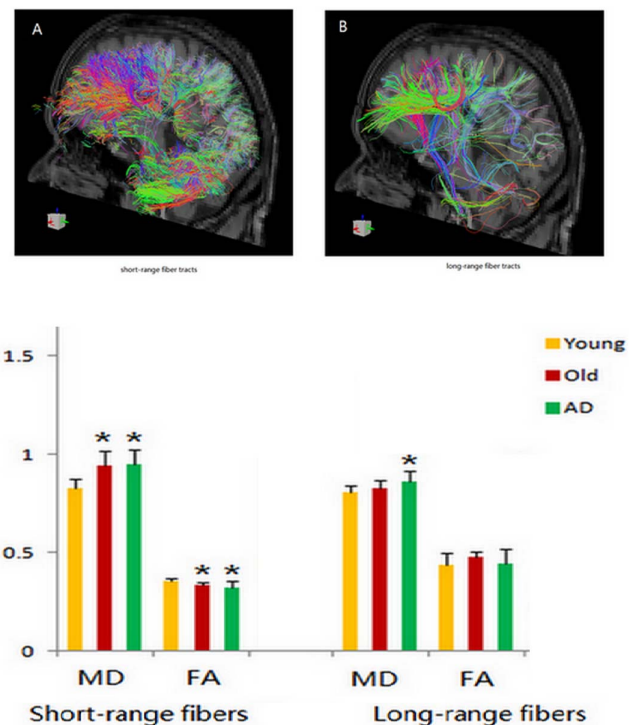 A
B
short-range fiber tracts
long-range fiber tracts
Young
Old
AD
1.5
1
0.5
0
* *
* *
*
MD FA MD FA
Short-range fibers Long-range fibers